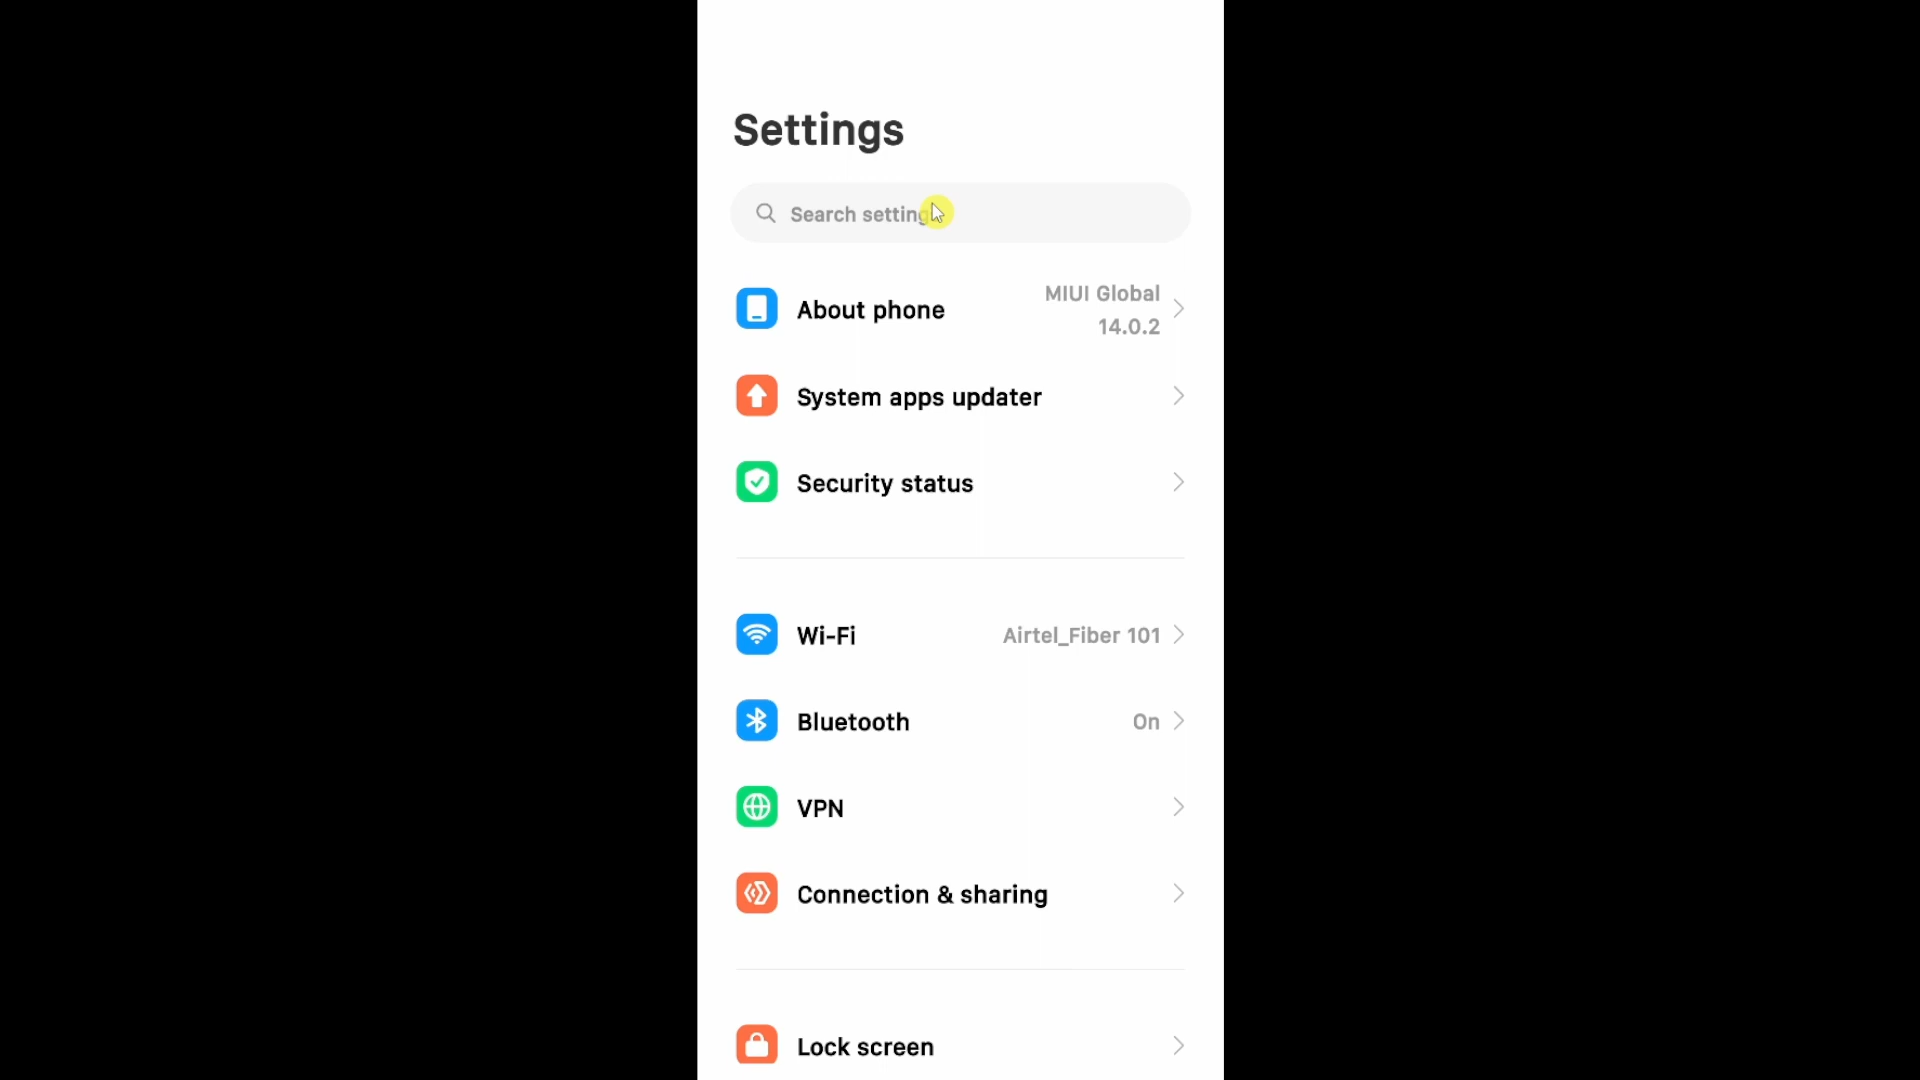 Settings
Search setting
About phone
MIUI Global
14.0.2
System apps updater
Security status
Wi-Fi
Airtel_Fiber 101
Bluetooth
On
VPN
Connection & sharing
Lock screen